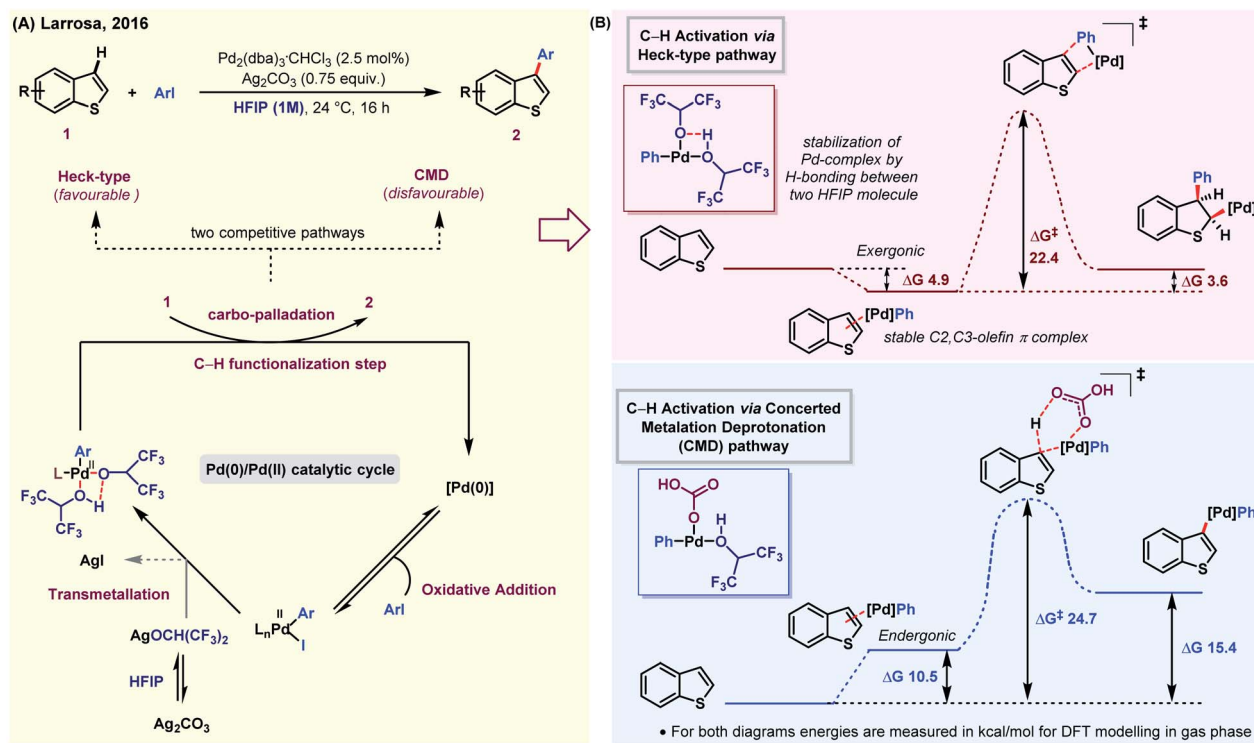 (A) Larrosa, 2016
H
R
S
1
+
ArI
Pd2(dba)3·CHCl3 (2.5 mol%)
Ag2CO3 (0.75 equiv.)
HFIP (1M), 24 °C, 16 h
Ar
R
S
2
Heck-type
(favourable )
CMD
(disfavourable)
two competitive pathways
1
2
carbo-palladation
C–H functionalization step
Ar
L–Pd
II
O
CF3
CF3
F3C
O
H
CF3
Pd(0)/Pd(II) catalytic cycle
[Pd(0)]
AgI
Transmetallation
Oxidative Addition
ArI
II
LnPd
Ar
I
AgOCH(CF3)2
HFIP
Ag2CO3
(B)
C–H Activation via
Heck-type pathway
Ph
[Pd]
S
‡
F3C
CF3
O
H
Ph–Pd–O
CF3
F3C
stabilization of
Pd-complex by
H-bonding between
two HFIP molecule
Ph
H
[Pd]
S
H
S
Exergonic
ΔG 4.9
ΔG‡
22.4
ΔG 3.6
[Pd]Ph
S
stable C2,C3-olefin π complex
C–H Activation via Concerted
Metalation Deprotonation
(CMD) pathway
‡
O
OH
H
O
[Pd]Ph
S
HO
O
O
H
Ph–Pd–O
CF3
F3C
[Pd]Ph
S
[Pd]Ph
S
Endergonic
ΔG 10.5
ΔG‡ 24.7
ΔG 15.4
S
• For both diagrams energies are measured in kcal/mol for DFT modelling in gas phase